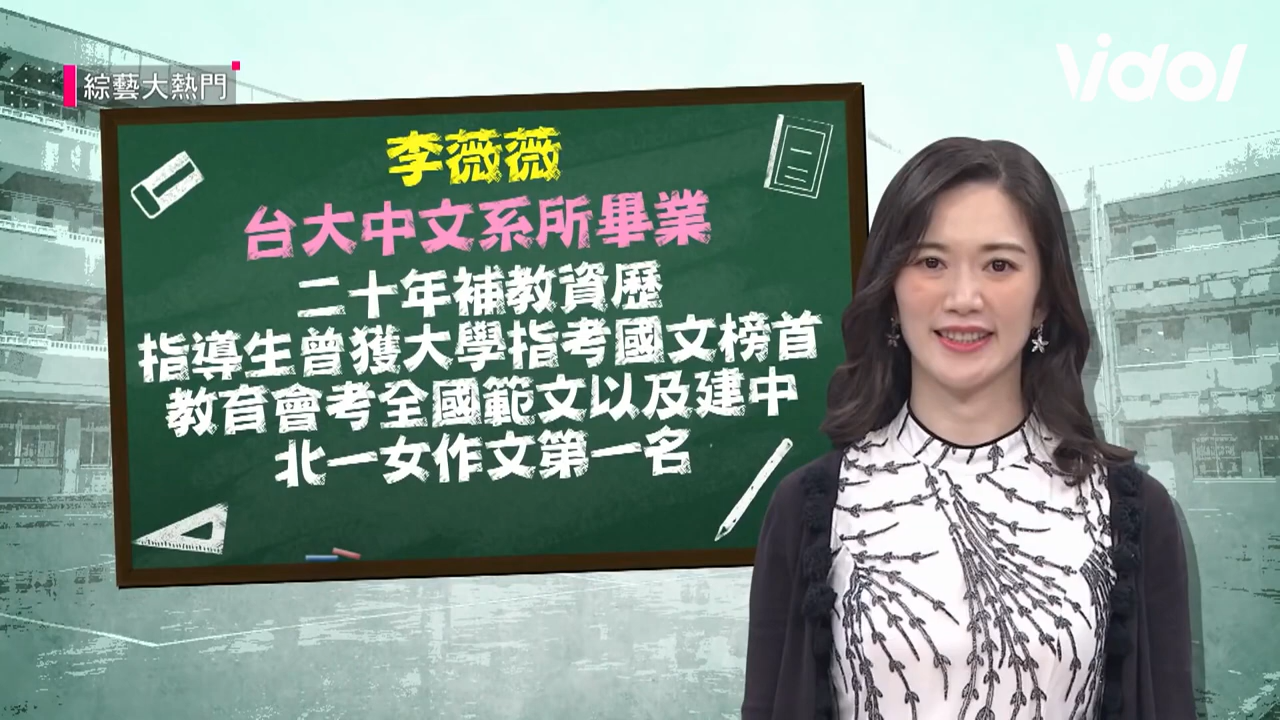 綜藝大熱門
Vidol
李薇薇
台大中文系所畢業
二十年補教資歷
指導生曾獲大學指考國文榜首
教育會考全國範文以及建中
北一女作文第一名